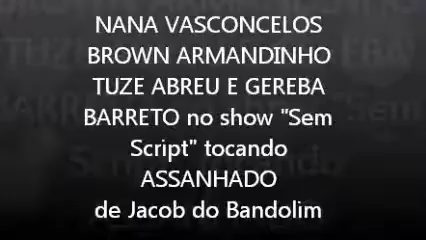 NANA VASCONCELOS
BROWN ARMANDINHO
TUZE ABREU E GEREBA
BARRETO no show "Sem
Script" tocando
ASSANHADO
de Jacob do Bandolim